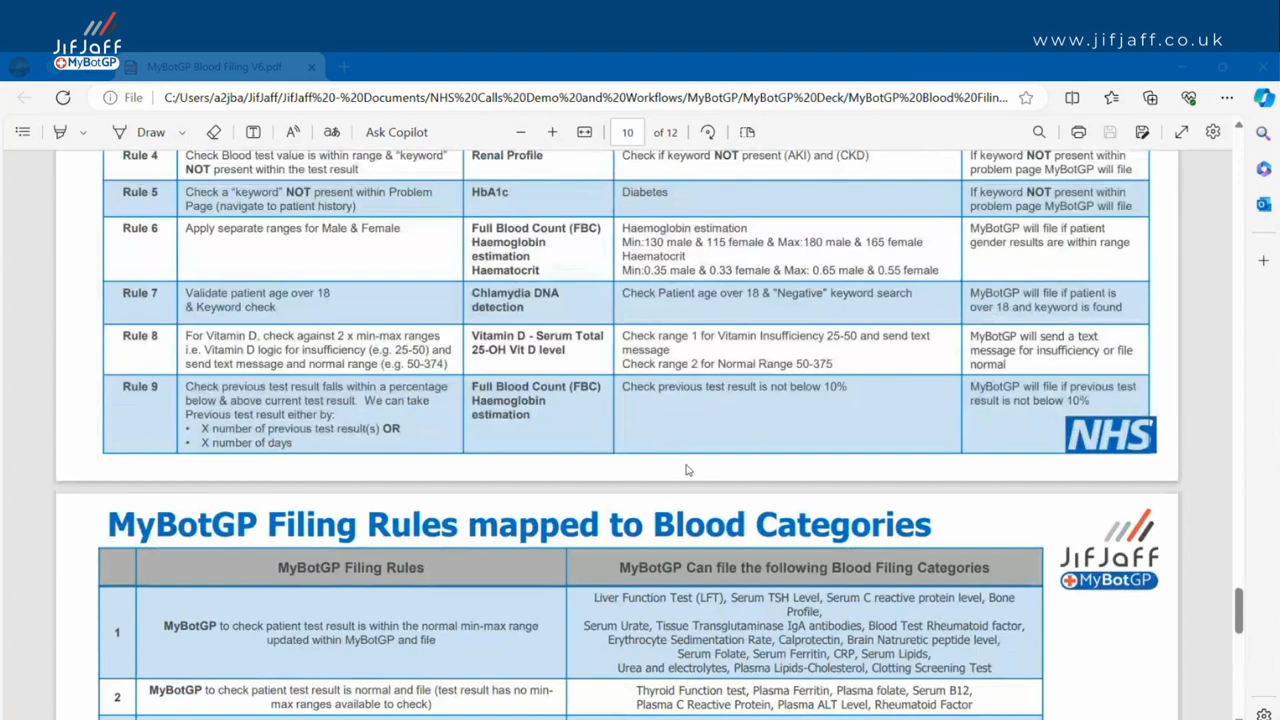 JifJaff
MyBotGP
www.jifjaff.co.uk
MyBotGP Blood Filing V6.pdf
File C:/Users/a2jba/JifJaff/JifJaff%20-%20Documents/NHS%20Calls%20Demo%20and%20Workflows/MyBotGP/MyBotGP%20Deck/MyBotGP%20Blood%20Filin...
Draw
Ask Copilot
10 of 12
Rule 4
Check Blood test value is within range & “keyword”
NOT present within the test result
Renal Profile
Check if keyword NOT present (AKI) and (CKD)
If keyword NOT present within
problem page MyBotGP will file
Rule 5
Check a “keyword” NOT present within Problem
Page (navigate to patient history)
HbA1c
Diabetes
If keyword NOT present within
problem page MyBotGP will file
Rule 6
Apply separate ranges for Male & Female
Full Blood Count (FBC)
Haemoglobin
estimation
Haematocrit
Haemoglobin estimation
Min:130 male & 115 female & Max:180 male & 165 female
Haematocrit
Min:0.35 male & 0.33 female & Max: 0.65 male & 0.55 female
MyBotGP will file if patient
gender results are within range
Rule 7
Validate patient age over 18
& Keyword check
Chlamydia DNA
detection
Check Patient age over 18 & "Negative" keyword search
MyBotGP will file if patient is
over 18 and keyword is found
Rule 8
For Vitamin D, check against 2 x min-max ranges
i.e. Vitamin D logic for insufficiency (e.g. 25-50) and
send text message and normal range (e.g. 50-374)
Vitamin D - Serum Total
25-OH Vit D level
Check range 1 for Vitamin Insufficiency 25-50 and send text
message
Check range 2 for Normal Range 50-375
MyBotGP will send a text
message for insufficiency or file
normal
Rule 9
Check previous test result falls within a percentage
below & above current test result. We can take
Previous test result either by:
• X number of previous test result(s) OR
• X number of days
Full Blood Count (FBC)
Haemoglobin
estimation
Check previous test result is not below 10%
MyBotGP will file if previous test
result is not below 10%
NHS
MyBotGP Filing Rules mapped to Blood Categories
JifJaff
MyBotGP
MyBotGP Filing Rules
MyBotGP Can file the following Blood Filing Categories
1
MyBotGP to check patient test result is within the normal min-max range
updated within MyBotGP and file
Liver Function Test (LFT), Serum TSH Level, Serum C reactive protein level, Bone
Profile,
Serum Urate, Tissue Transglutaminase IgA antibodies, Blood Test Rheumatoid factor,
Erythrocyte Sedimentation Rate, Calprotectin, Brain Natruretic peptide level,
Serum Folate, Serum Ferritin, CRP, Serum Lipids,
Urea and electrolytes, Plasma Lipids-Cholesterol, Clotting Screening Test
2
MyBotGP to check patient test result is normal and file (test result has no min-
max ranges available to check)
Thyroid Function test, Plasma Ferritin, Plasma folate, Serum B12,
Plasma C Reactive Protein, Plasma ALT Level, Rheumatoid Factor